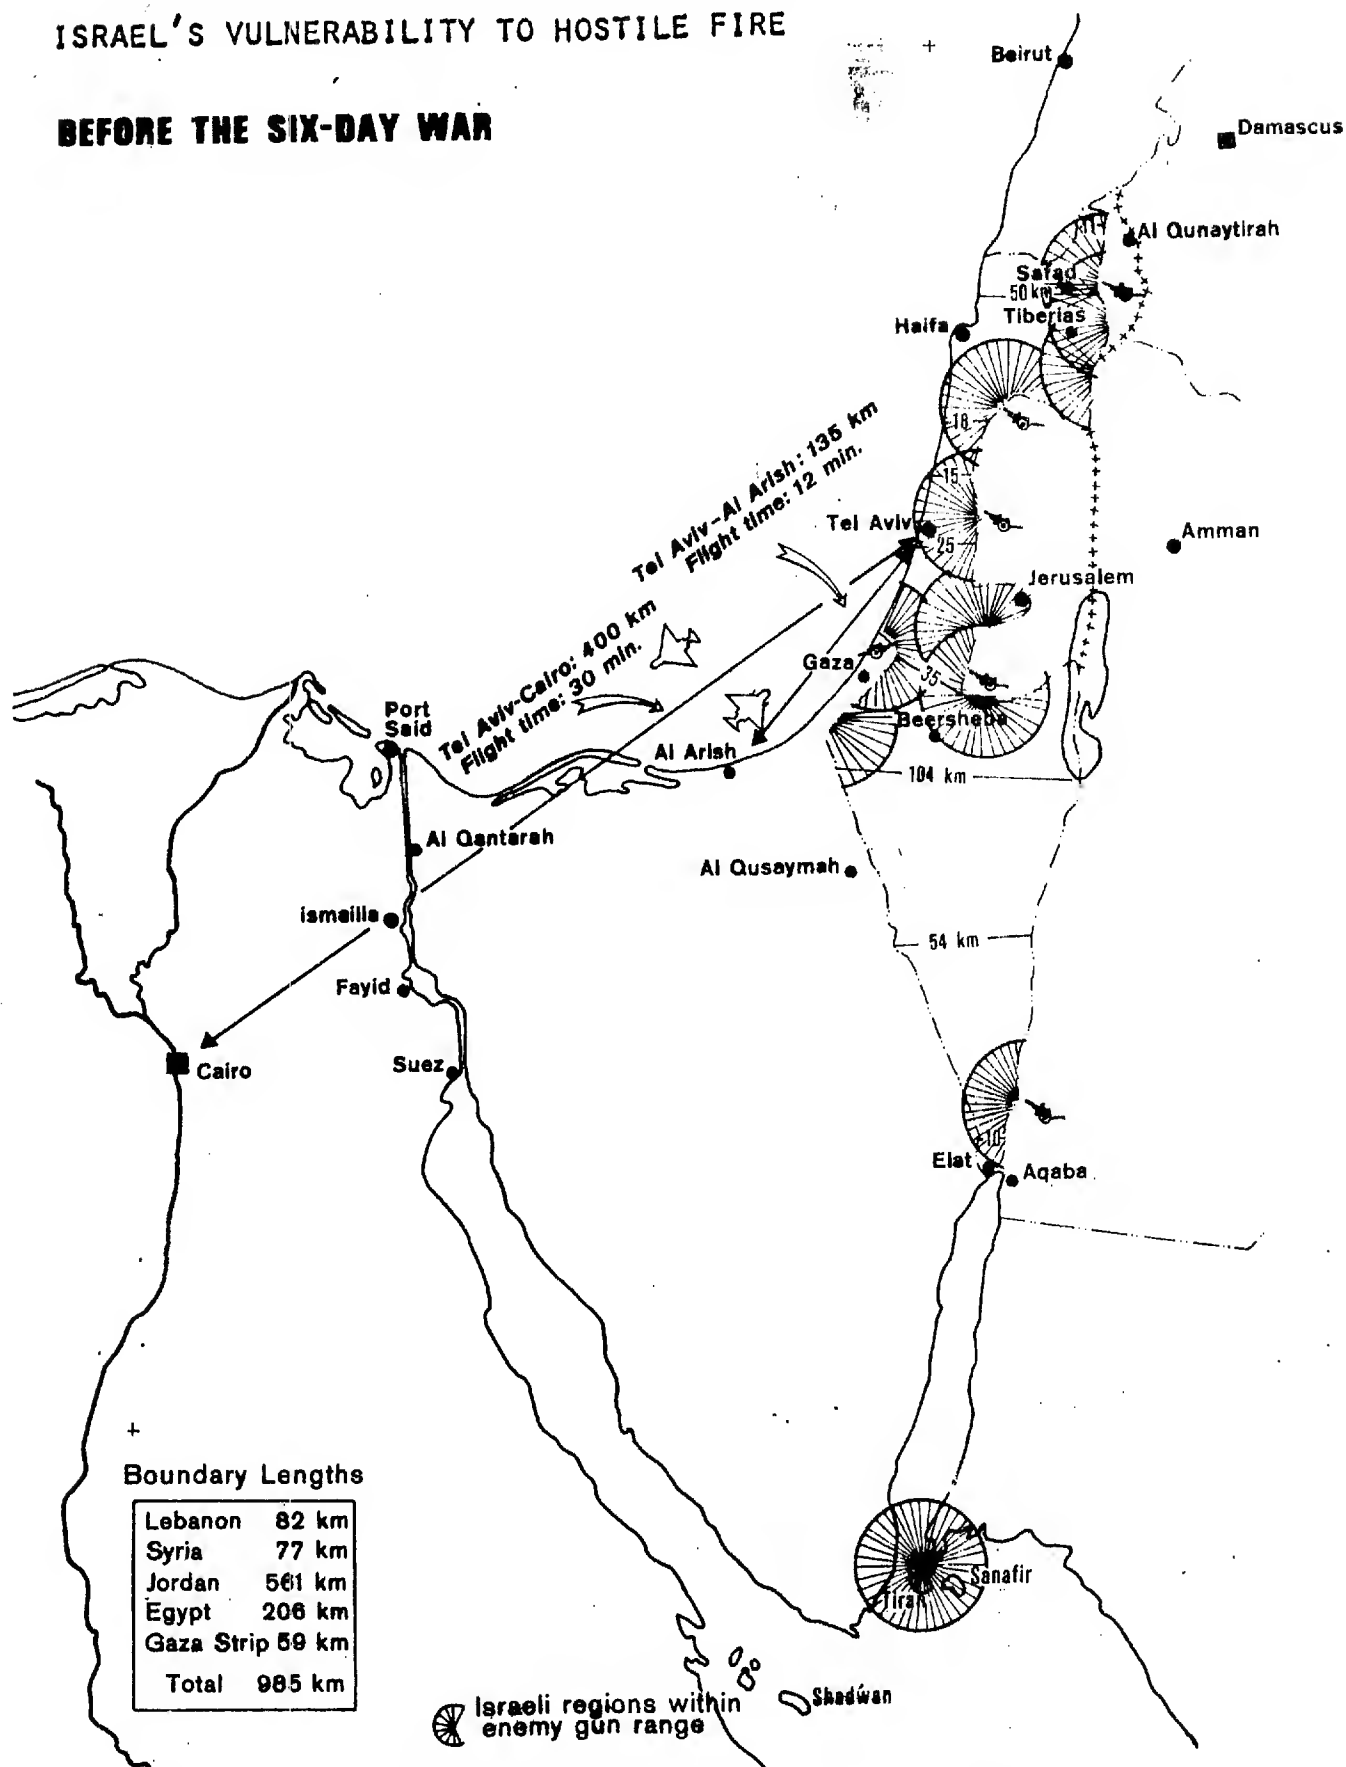 ISRAEL'S VULNERABILITY TO HOSTILE FIRE
BEFORE THE SIX-DAY WAR
Beirut
Damascus
11
Al Qunaytirah
Safad
50 km
Tiberias
Haifa
18
Tel Aviv-Al Arish: 135 km
Flight time: 12 min.
15
Tel Aviv
25
Amman
Jerusalem
Tel Aviv-Cairo: 400 km
Flight time: 30 min.
Gaza
35
Port
Said
Beersheba
Al Arish
104 km
Al Qantarah
Al Qusaymah
ismailia
54 km
Fayid
Suez
Cairo
10
Elat
Aqaba
Boundary Lengths
Lebanon 82 km
Syria 77 km
Jordan 561 km
Egypt 206 km
Gaza Strip 59 km
Total 985 km
Sanafir
Tiran
Shadwan
Israeli regions within
enemy gun range